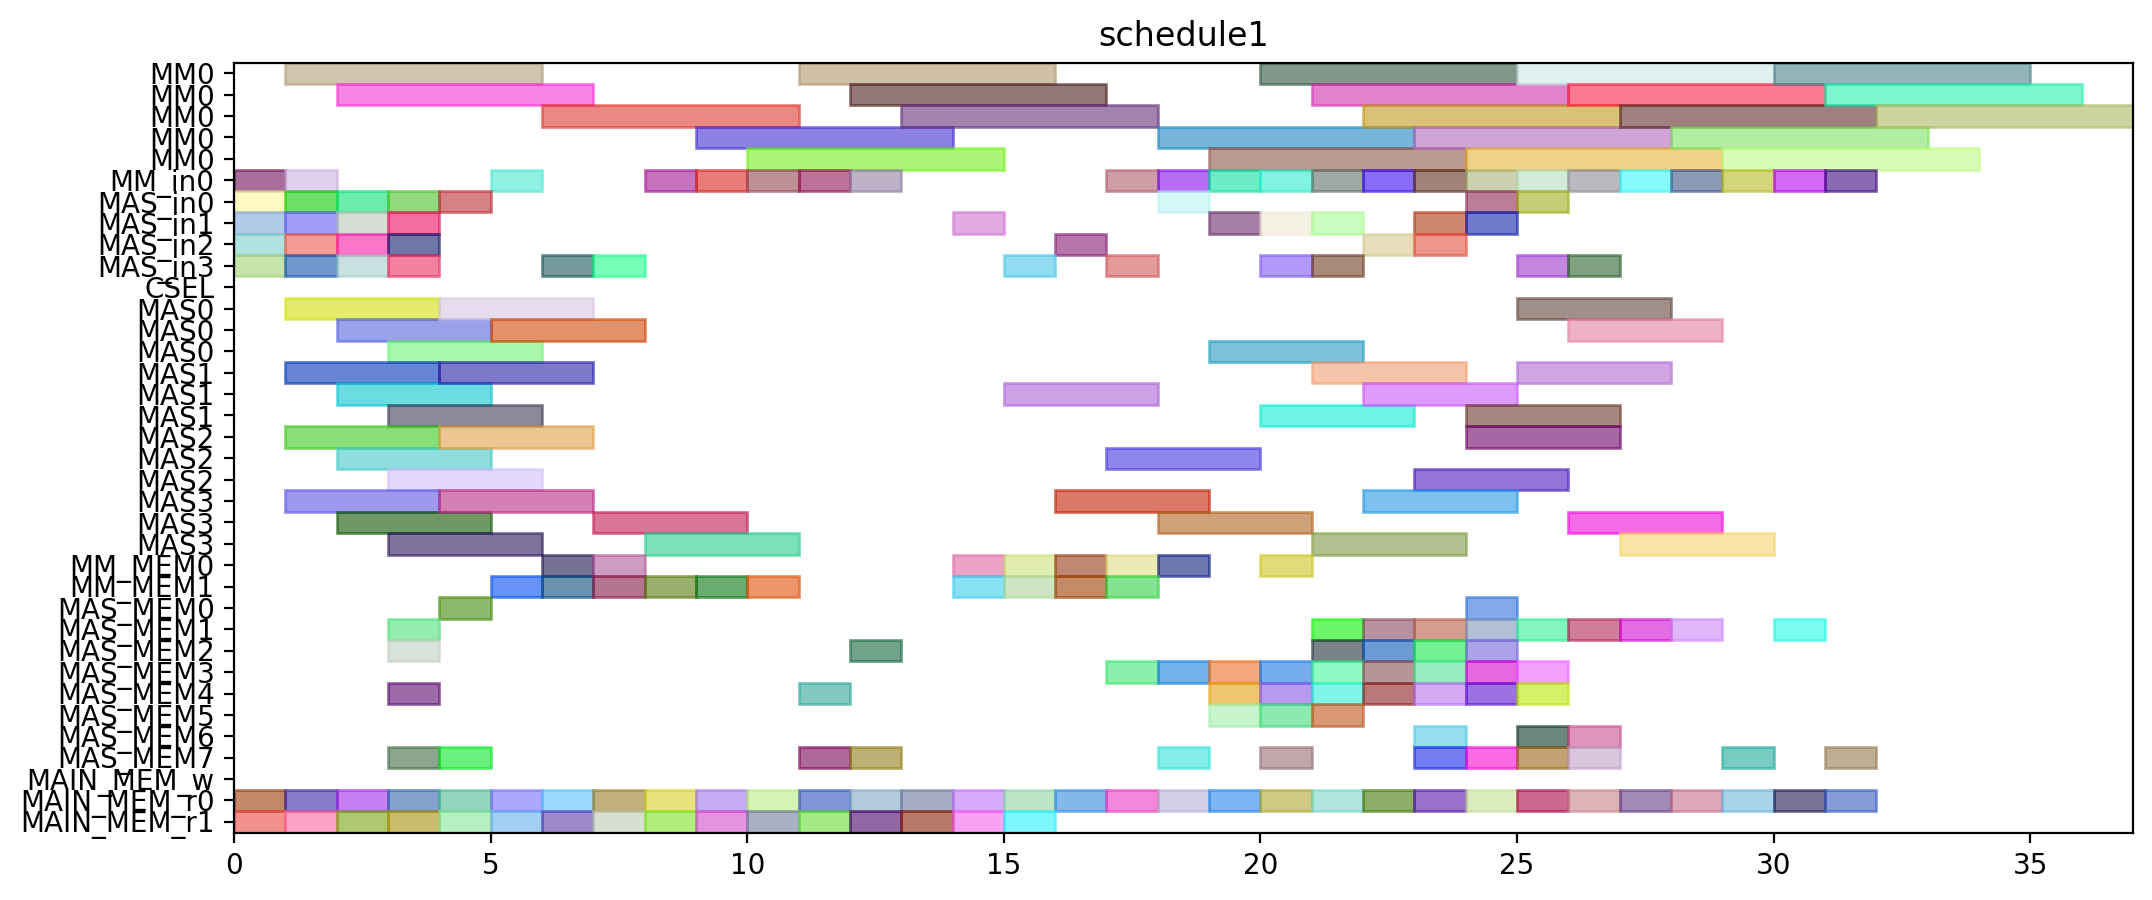 schedule1
MM0
MM0
MM0
MM0
MM0
MM_in0
MAS_in0
MAS_in1
MAS_in2
MAS_in3
CSEL
MAS0
MAS0
MAS0
MAS1
MAS1
MAS1
MAS2
MAS2
MAS2
MAS3
MAS3
MAS3
MM_MEM0
MM_MEM1
MAS_MEM0
MAS_MEM1
MAS_MEM2
MAS_MEM3
MAS_MEM4
MAS_MEM5
MAS_MEM6
MAS_MEM7
MAIN_MEM_w
MAIN_MEM_r0
MAIN_MEM_r1
0 5 10 15 20 25 30 35